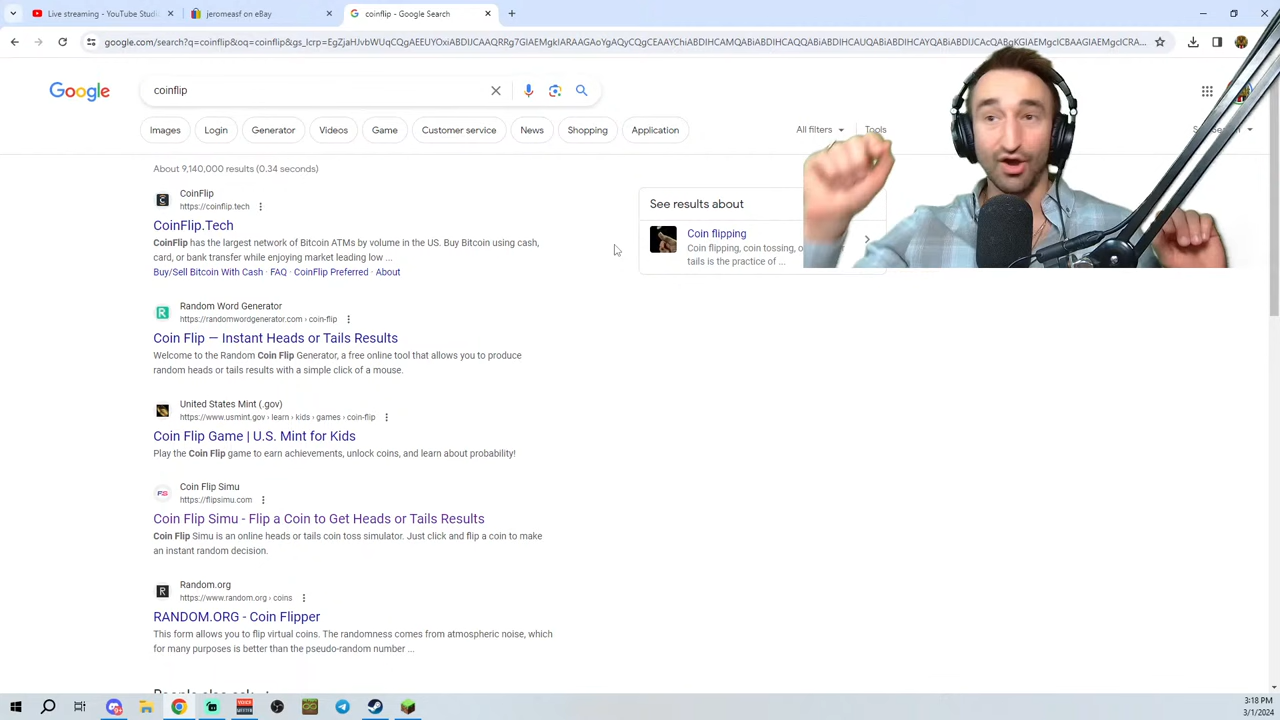 Live streaming - YouTube Studi
jeromeasf on eBay
coinflip - Google Search
google.com/search?q=coinflip&oq=coinflip&gs_lcrp=
Google
coinflip
Images
Login
Generator
Videos
Game
Customer service
News
Shopping
Application
All filters
Tools
About 9,140,000 results (0.34 seconds)
CoinFlip
https://coinflip.tech
CoinFlip.Tech
CoinFlip has the largest network of Bitcoin ATMs by volume in the US. Buy Bitcoin using cash,
card, or bank transfer while enjoying market leading low ...
Buy/Sell Bitcoin With Cash · FAQ · CoinFlip Preferred · About
See results about
Coin flipping
Coin flipping, coin tossing, o
tails is the practice of ...
Random Word Generator
https://randomwordgenerator.com › coin-flip
Coin Flip — Instant Heads or Tails Results
Welcome to the Random Coin Flip Generator, a free online tool that allows you to produce
random heads or tails results with a simple click of a mouse.
United States Mint (.gov)
https://www.usmint.gov › learn › kids › games › coin-flip
Coin Flip Game | U.S. Mint for Kids
Play the Coin Flip game to earn achievements, unlock coins, and learn about probability!
Coin Flip Simu
https://flipsimu.com
Coin Flip Simu - Flip a Coin to Get Heads or Tails Results
Coin Flip Simu is an online heads or tails coin toss simulator. Just click and flip a coin to make
an instant random decision.
Random.org
https://www.random.org › coins
RANDOM.ORG - Coin Flipper
This form allows you to flip virtual coins. The randomness comes from atmospheric noise, which
for many purposes is better than the pseudo-random number ...
People also ask
3:18 PM
3/1/2024